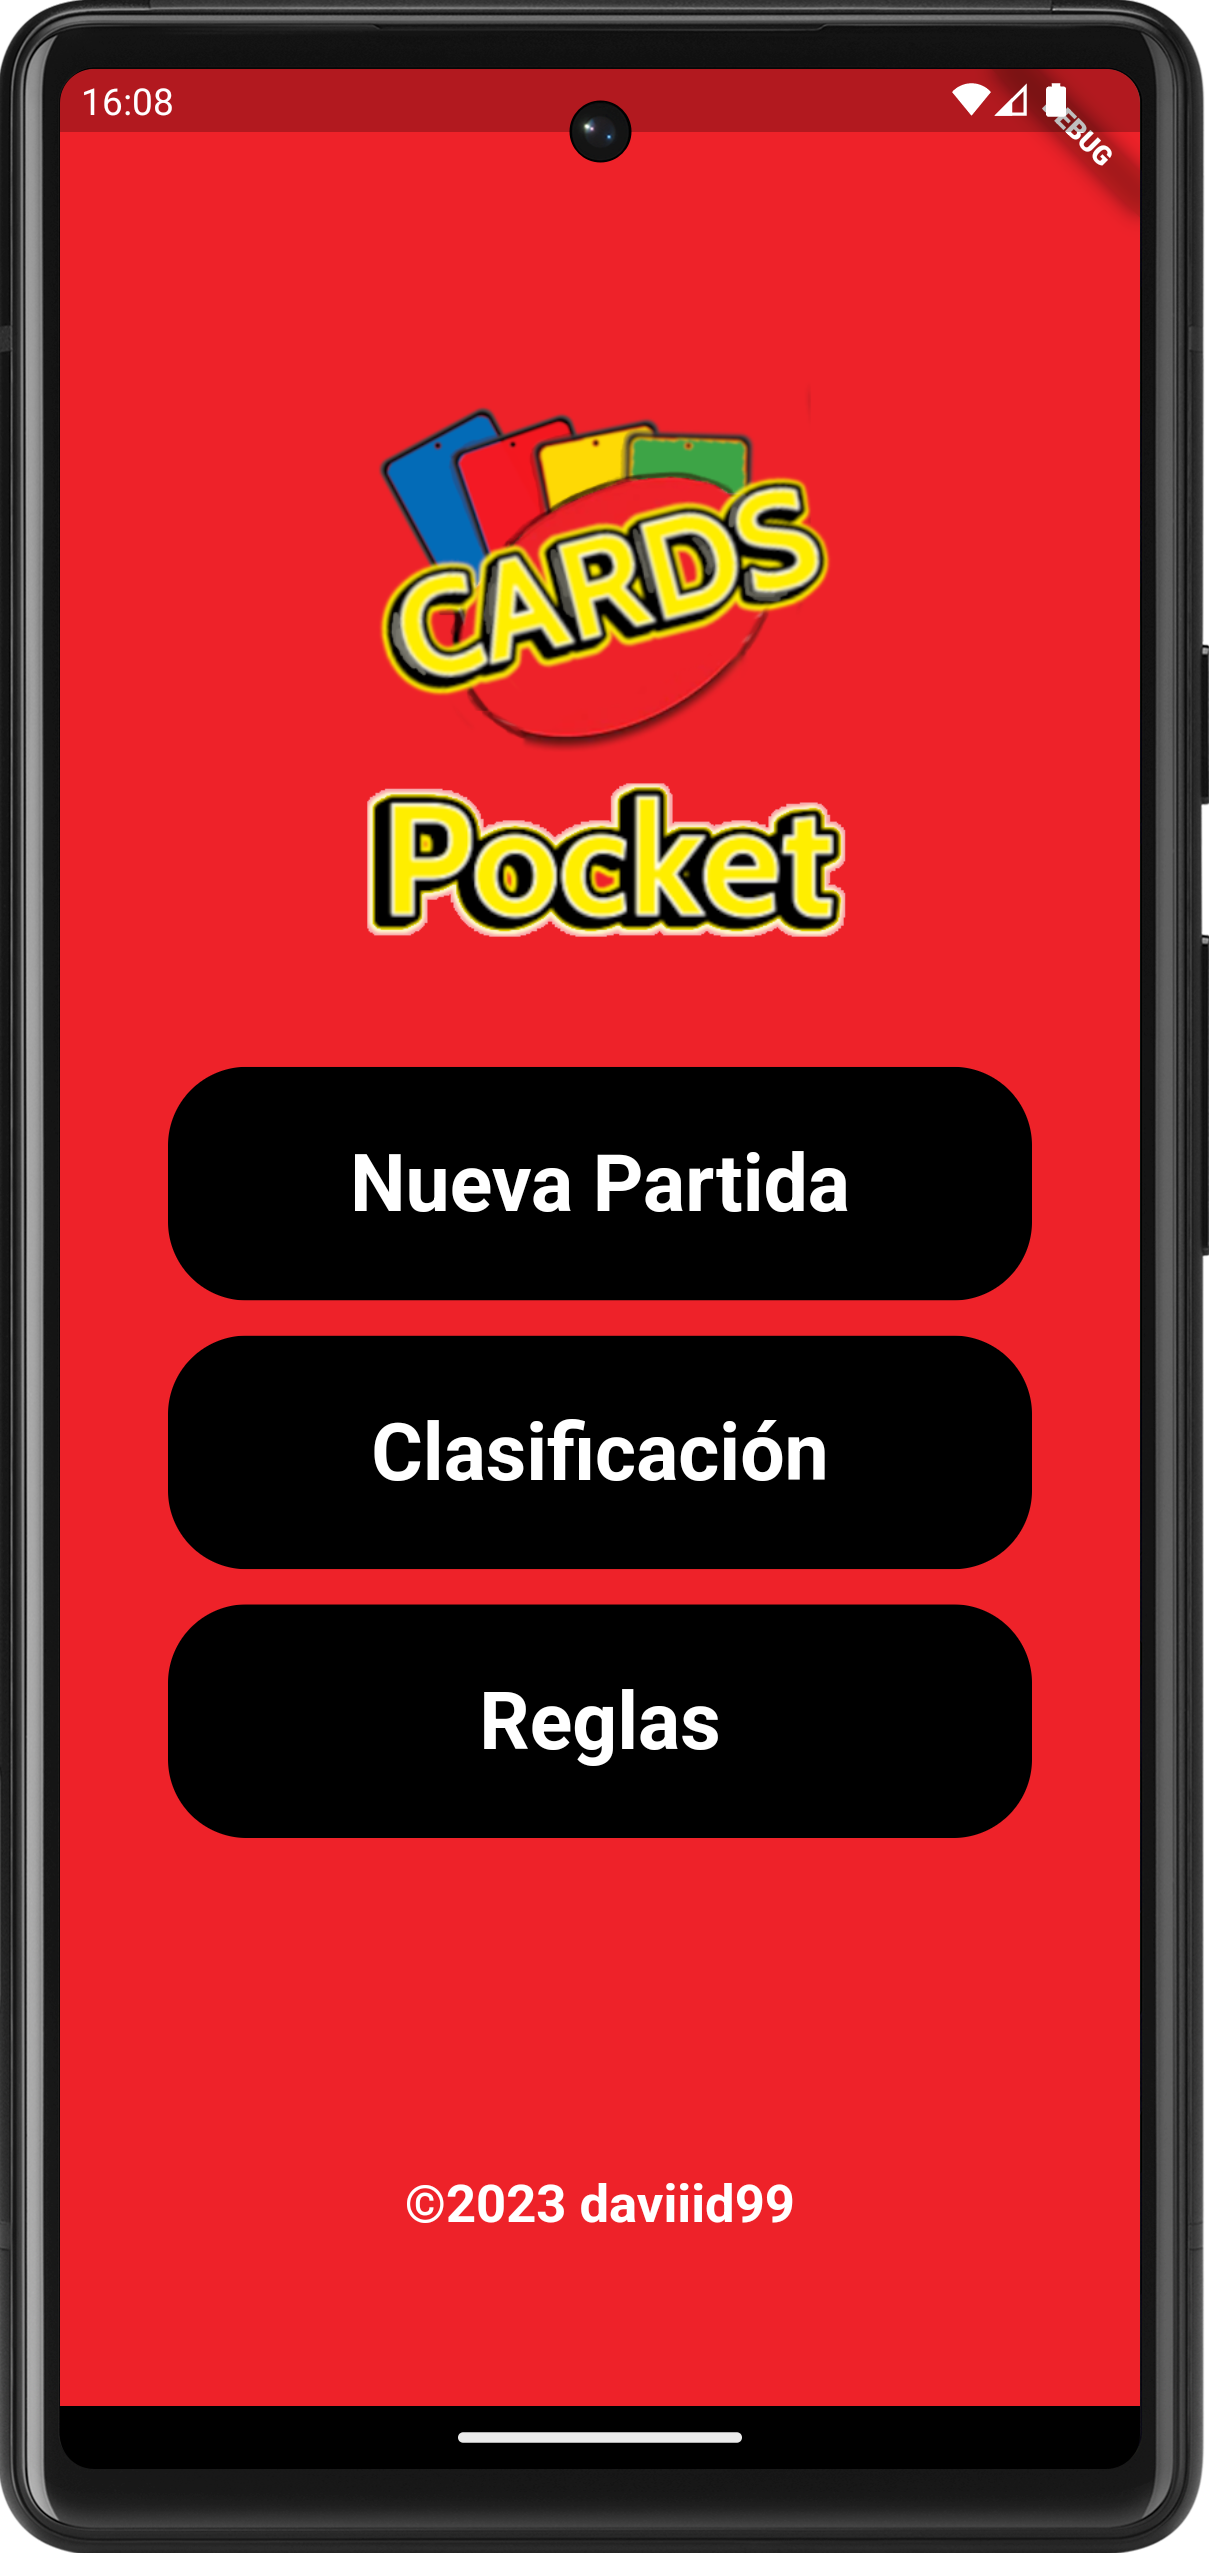 16:08
DEBUG
CARDS
Pocket
Nueva Partida
Clasificación
Reglas
©2023 daviiid99